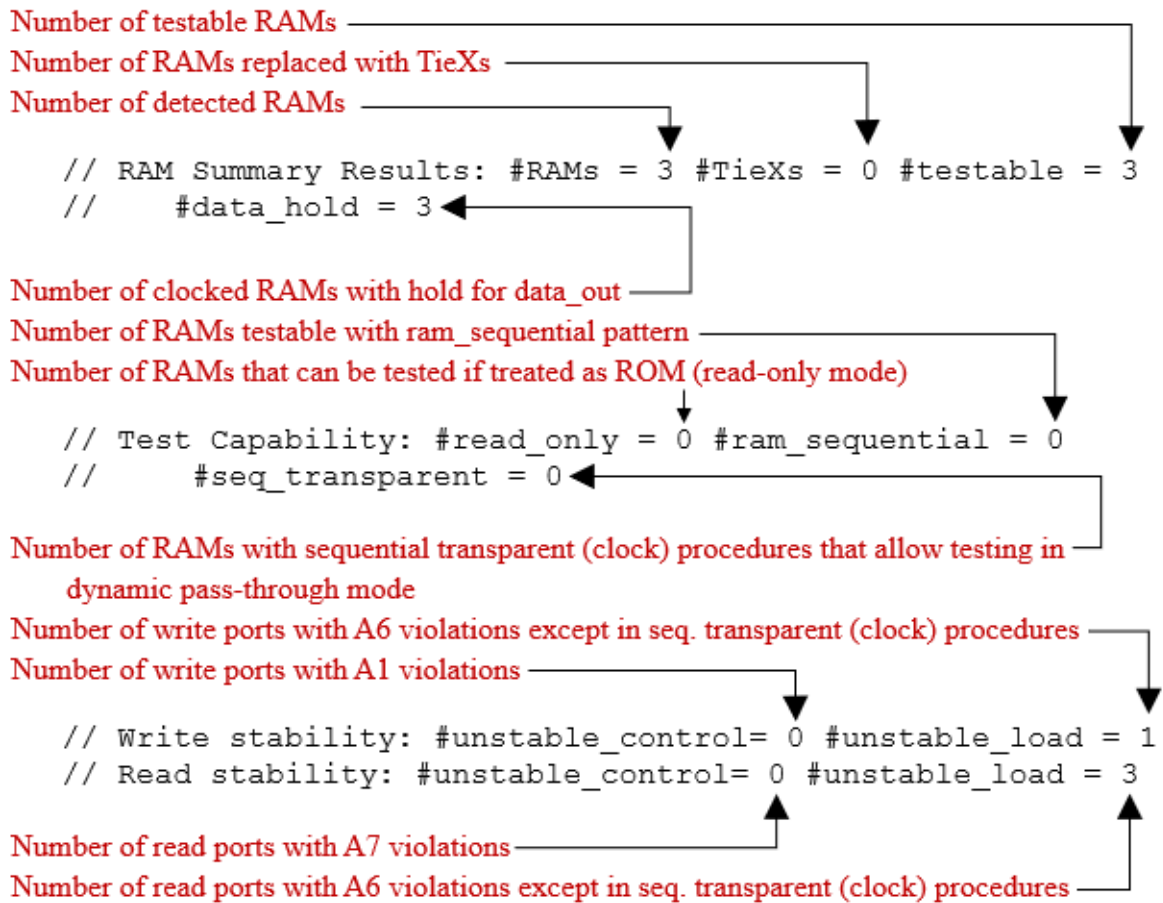 Number of testable RAMs
Number of RAMs replaced with TieXs
Number of detected RAMs
// RAM Summary Results: #RAMs = 3 #TieXs = 0 #testable = 3
// #data_hold = 3
Number of clocked RAMs with hold for data_out
Number of RAMs testable with ram_sequential pattern
Number of RAMs that can be tested if treated as ROM (read-only mode)
// Test Capability: #read_only = 0 #ram_sequential = 0
// #seq_transparent = 0
Number of RAMs with sequential transparent (clock) procedures that allow testing in
dynamic pass-through mode
Number of write ports with A6 violations except in seq. transparent (clock) procedures
Number of write ports with A1 violations
// Write stability: #unstable_control= 0 #unstable_load = 1
// Read stability: #unstable_control= 0 #unstable_load = 3
Number of read ports with A7 violations
Number of read ports with A6 violations except in seq. transparent (clock) procedures